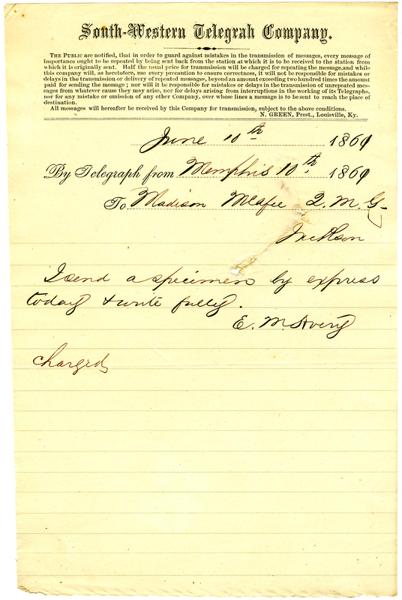 South-Western Telegrah Company.
THE PUBLIC are notified, that in order to guard against mistakes in the transmission of messages, every message of
importance ought to be repeated by being sent back from the station at which it is to be received to the station from
which it is originally sent. Half the usual price for transmission will be charged for repeating the message, and while
this company will, as heretofore, use every precaution to ensure correctness, it will not be responsible for mistakes or
delays in the transmission or delivery of repeated messages, beyond an amount exceeding two hundred times the amount
paid for sending the message; nor will it be responsible for mistakes or delays in the transmission of unrepeated messages
from whatever cause they may arise, nor for delays arising from interruptions in the working of its Telegraphs,
nor for any mistake or omission of any other Company, over whose lines a message is to be sent to reach the place of
destination.
All messages will hereafter be received by this Company for transmission, subject to the above conditions.
N. GREEN, Prest., Louisville, Ky.
June 10th 1861
By Telegraph from Memphis 10th 1861
To Madison McAfee Q. M. G
Jackson
I send a specimen by express
today & write fully.
E. M. Avery
charged